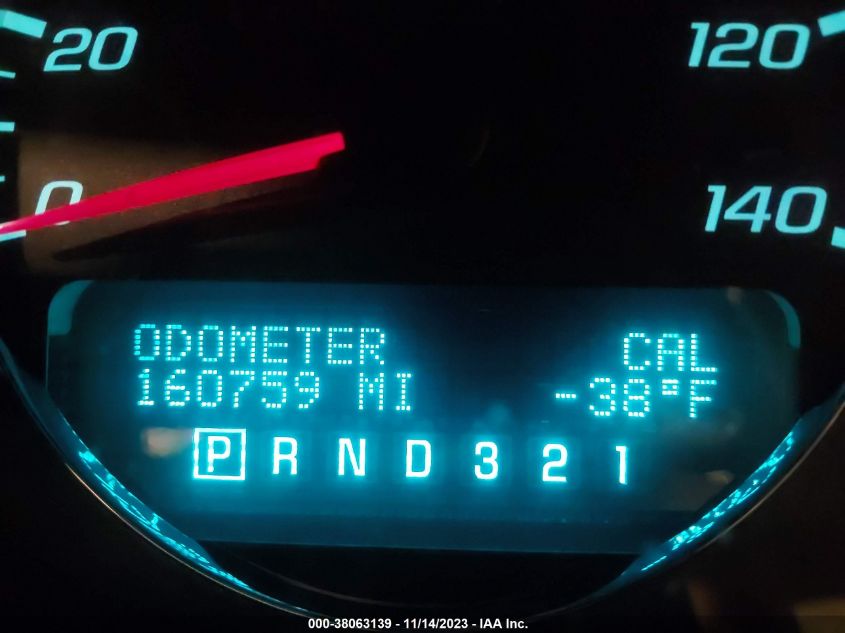 20 120
0 140
ODOMETER CAL
160759 MI -38°F
P R N D 3 2 1
000-38063139 - 11/14/2023 - IAA Inc.